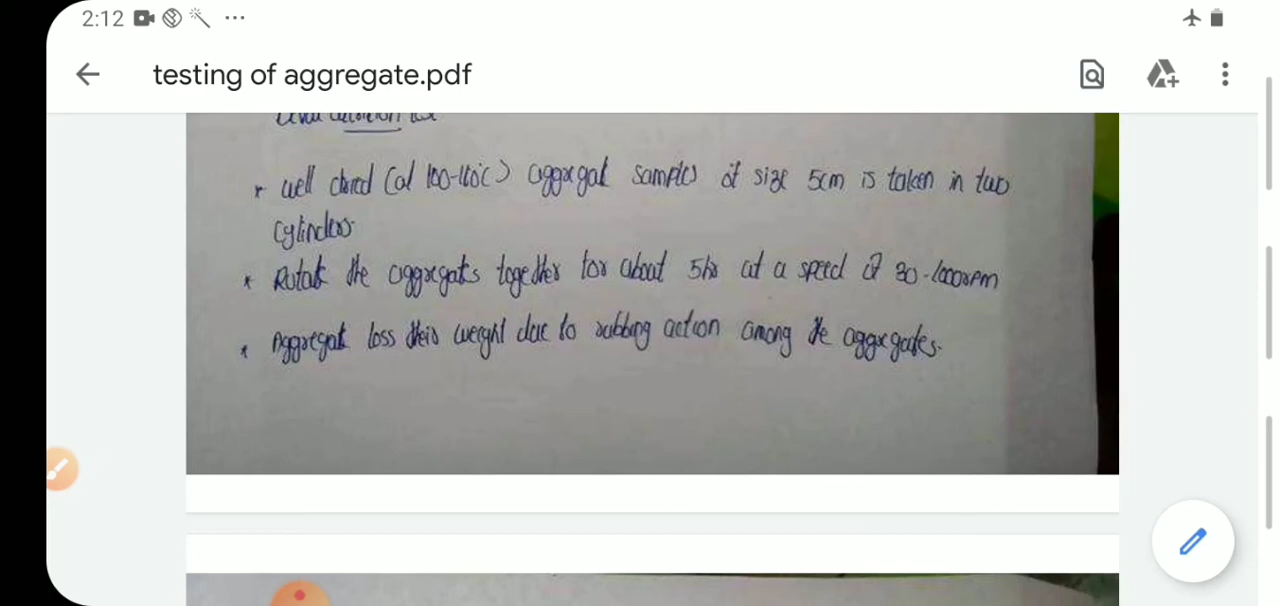 2:12 ...
testing of aggregate.pdf
* well dried (at 100-110°c) aggregate samples of size 5cm is taken in two
cylinders.
* Rotate the aggregates together for about 5hr at a speed of 30-1000rpm
* Aggregate loss their weight due to rubbing action among the aggregates.